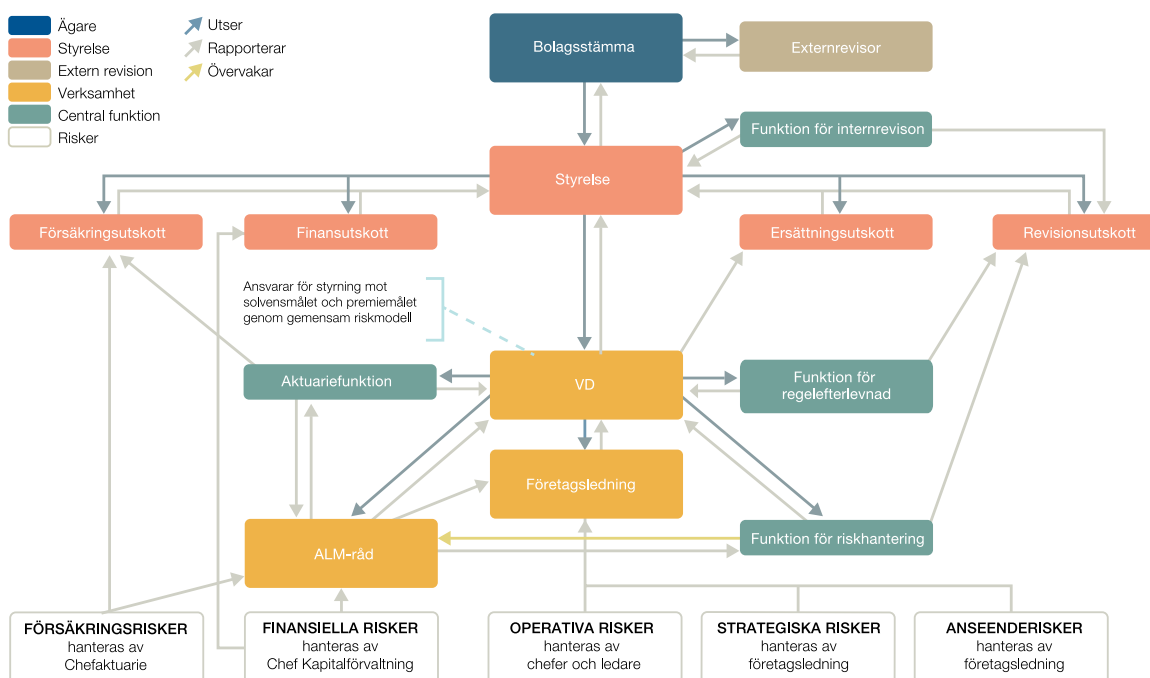 Ägare
Styrelse
Extern revision
Verksamhet
Central funktion
Risker
Utser
Rapporterar
Övervakar
Bolagsstämma
Externrevisor
Funktion för internrevison
Styrelse
Försäkringsutskott
Finansutskott
Ersättningsutskott
Revisionsutskott
Ansvarar för styrning mot
solvensmålet och premiemålet
genom gemensam riskmodell
Aktuariefunktion
VD
Funktion för
regelefterlevnad
Företagsledning
ALM-råd
Funktion för riskhantering
FÖRSÄKRINGSRISKER
hanteras av
Chefaktuarie
FINANSIELLA RISKER
hanteras av
Chef Kapitalförvaltning
OPERATIVA RISKER
hanteras av
chefer och ledare
STRATEGISKA RISKER
hanteras av
företagsledning
ANSEENDERISKER
hanteras av
företagsledning